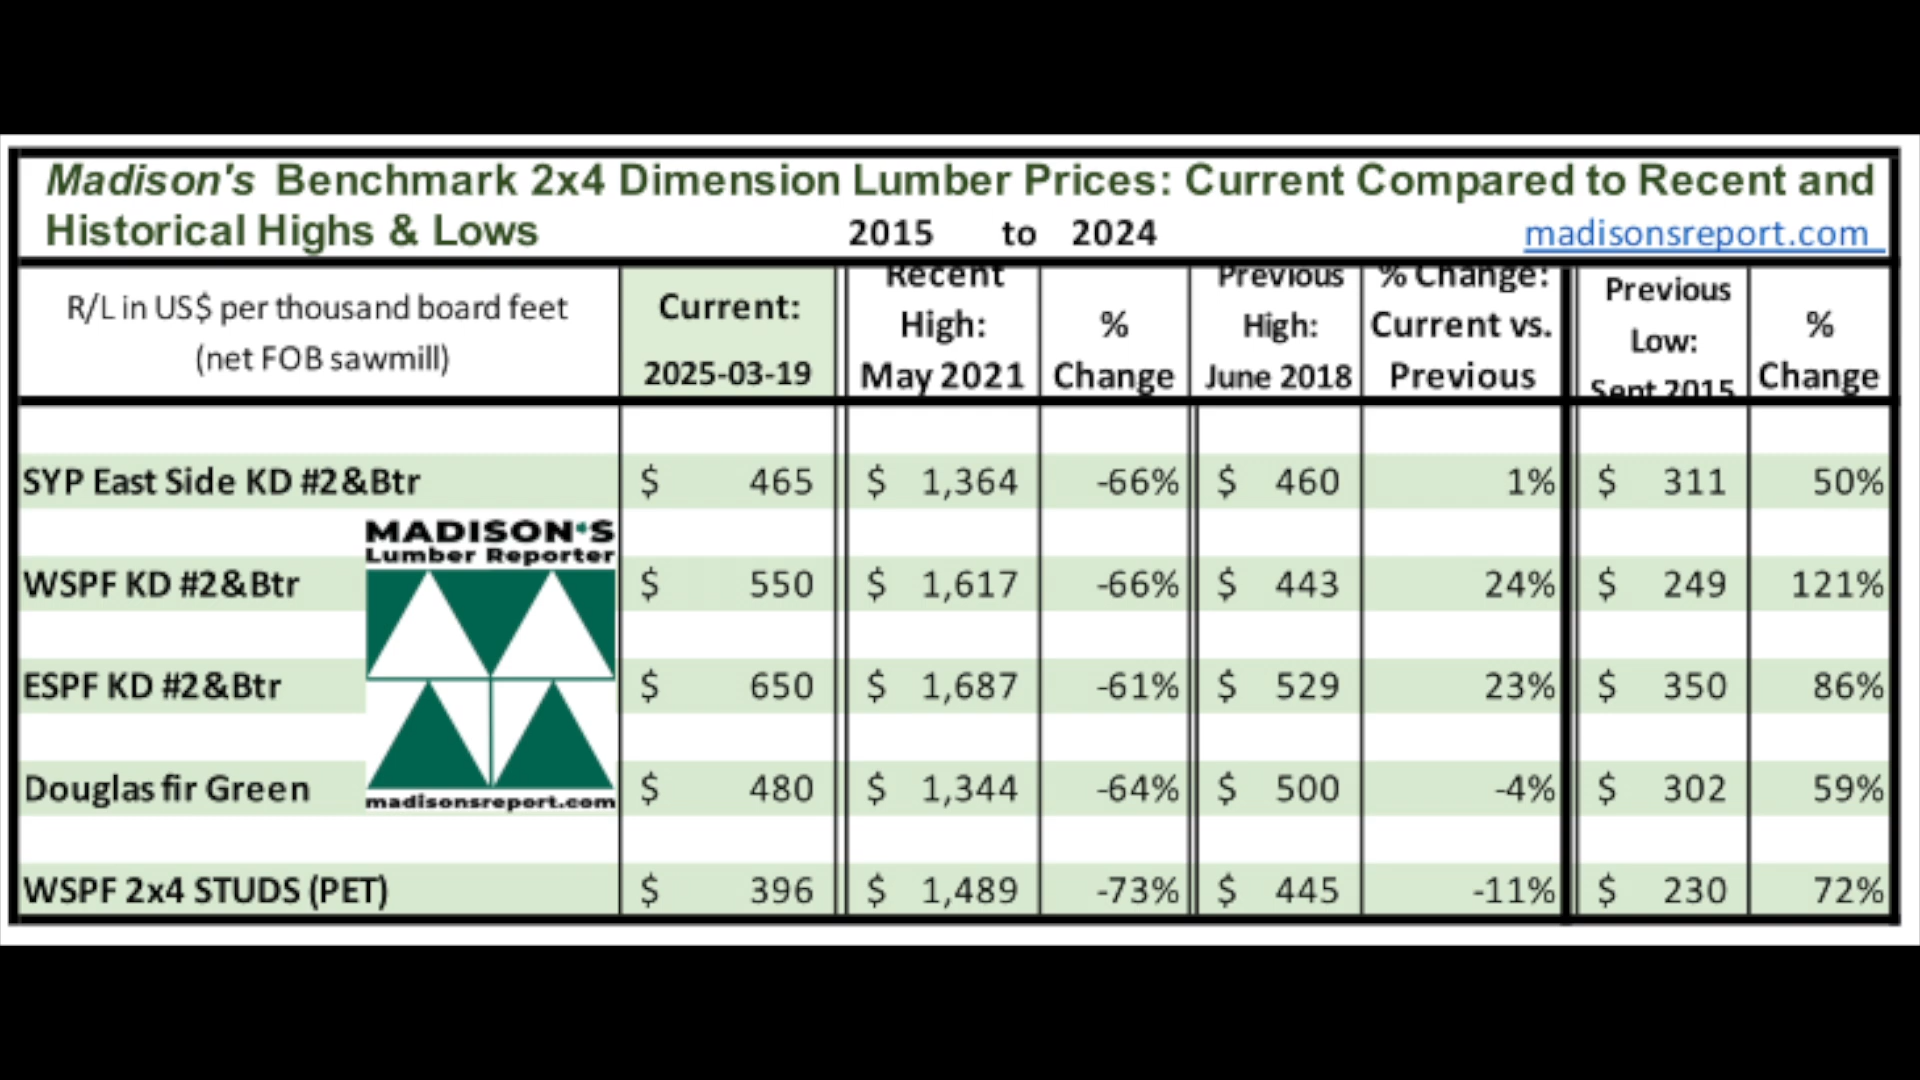 Madison's Benchmark 2x4 Dimension Lumber Prices: Current Compared to Recent and
Historical Highs & Lows 2015 to 2024 madisonsreport.com
R/L in US$ per thousand board feet
(net FOB sawmill)
Current:
2025-03-19
Recent
High:
May 2021
%
Change
Previous
High:
June 2018
% Change:
Current vs.
Previous
Previous
Low:
Sept 2015
%
Change
SYP East Side KD #2&Btr $ 465 $ 1,364 -66% $ 460 1% $ 311 50%
MADISON'S
Lumber Reporter
WSPF KD #2&Btr $ 550 $ 1,617 -66% $ 443 24% $ 249 121%
ESPF KD #2&Btr $ 650 $ 1,687 -61% $ 529 23% $ 350 86%
Douglas fir Green $ 480 $ 1,344 -64% $ 500 -4% $ 302 59%
madisonsreport.com
WSPF 2x4 STUDS (PET) $ 396 $ 1,489 -73% $ 445 -11% $ 230 72%